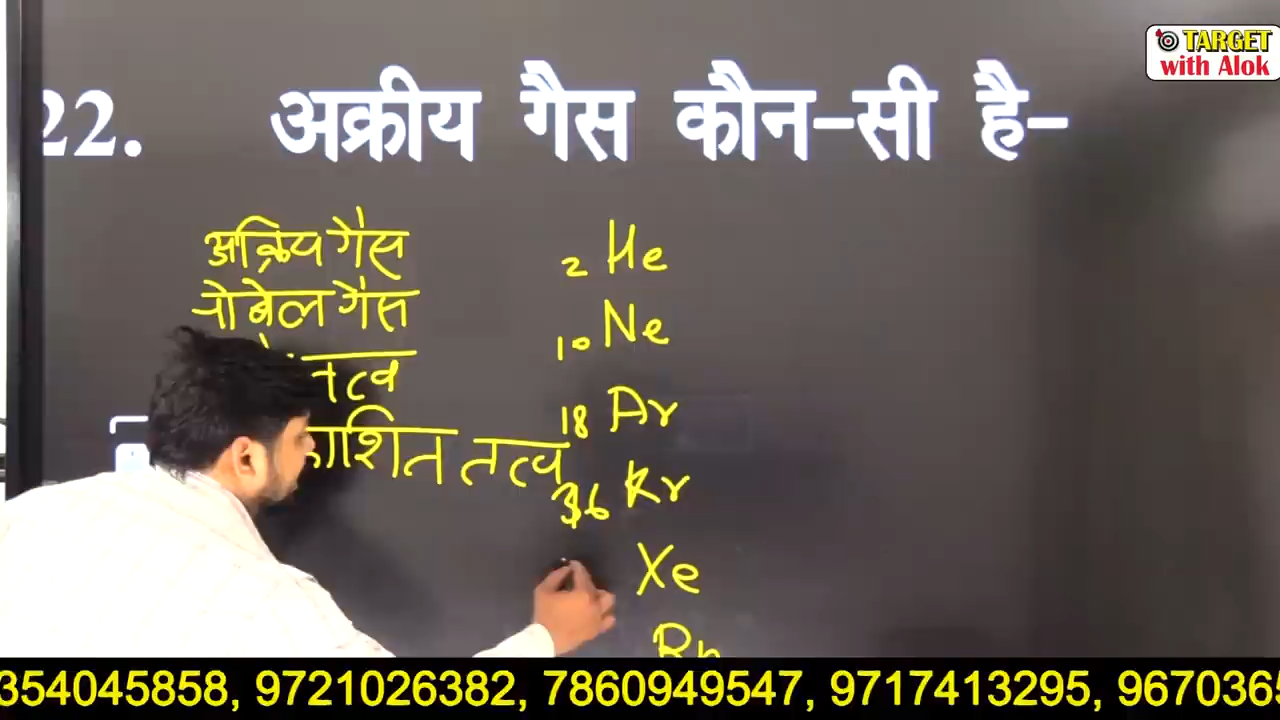 TARGET
with Alok
22. अक्रीय गैस कौन-सी है-
अक्रिय गैस
नोबेल गैस
तत्व
काशित तत्व
2 He
10 Ne
18 Ar
36 Kr
Xe
Rn
354045858, 9721026382, 7860949547, 9717413295, 967036